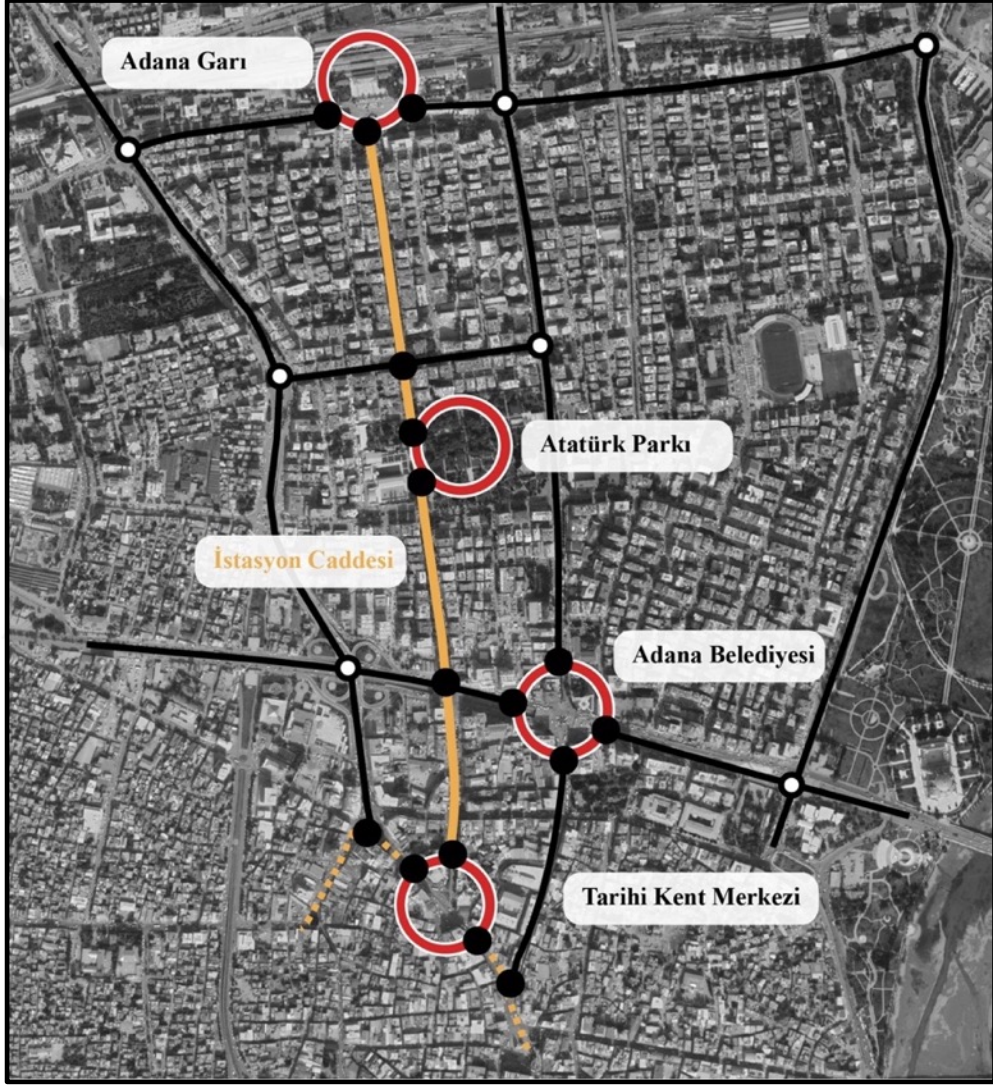 Adana Garı
Atatürk Parkı
İstasyon Caddesi
Adana Belediyesi
Tarihi Kent Merkezi